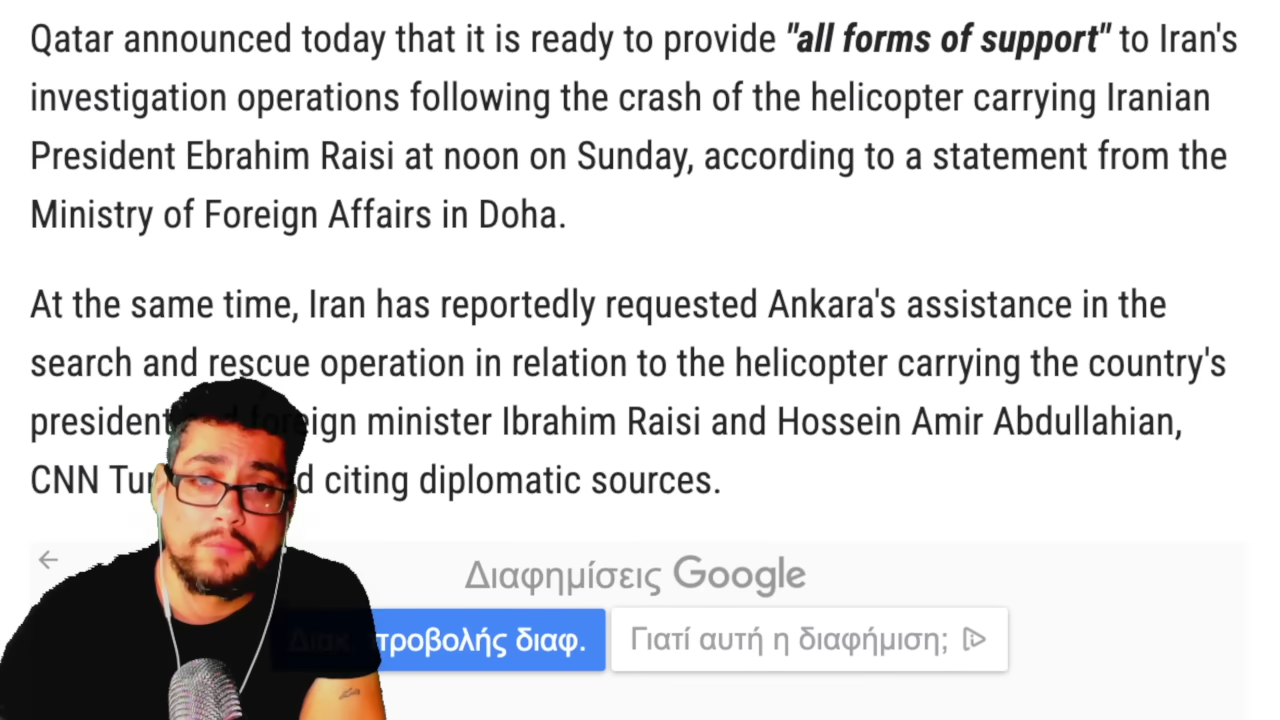 Qatar announced today that it is ready to provide "all forms of support" to Iran's
investigation operations following the crash of the helicopter carrying Iranian
President Ebrahim Raisi at noon on Sunday, according to a statement from the
Ministry of Foreign Affairs in Doha.
At the same time, Iran has reportedly requested Ankara's assistance in the
search and rescue operation in relation to the helicopter carrying the country's
president foreign minister Ibrahim Raisi and Hossein Amir Abdullahian,
CNN citing diplomatic sources.
Διαφημίσεις Google
διαφ.
Γιατί αυτή η διαφήμιση;